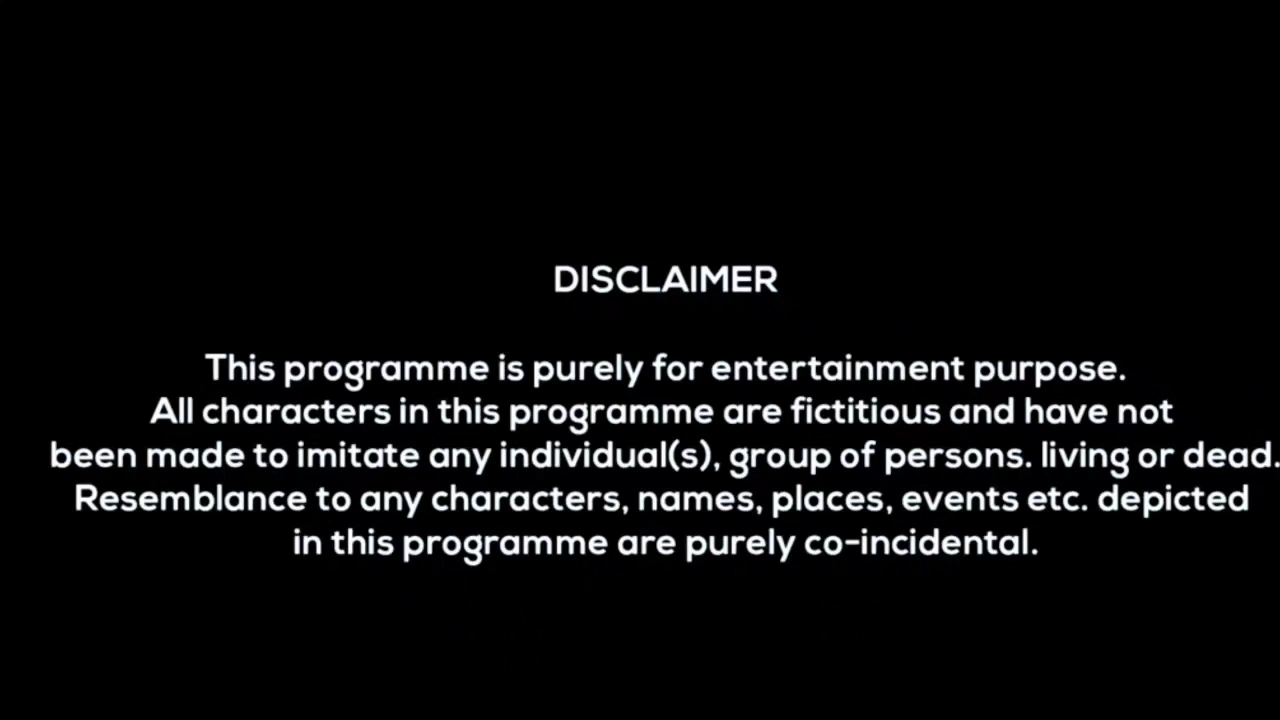 DISCLAIMER
This programme is purely for entertainment purpose.
All characters in this programme are fictitious and have not
been made to imitate any individual(s), group of persons. living or dead.
Resemblance to any characters, names, places, events etc. depicted
in this programme are purely co-incidental.